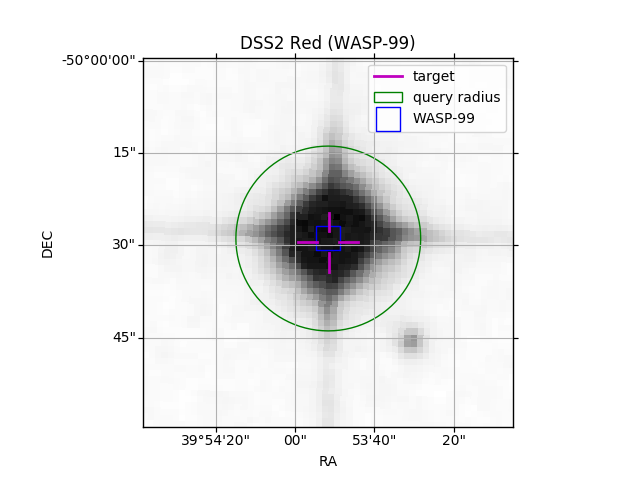 DSS2 Red (WASP-99)
-50°00'00"
15"
30"
45"
DEC
target
query radius
WASP-99
39°54'20"
00"
53'40"
20"
RA